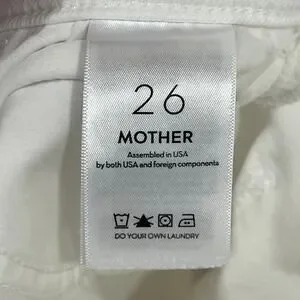 26
MOTHER
Assembled in USA
by both USA and foreign components
DO YOUR OWN LAUNDRY